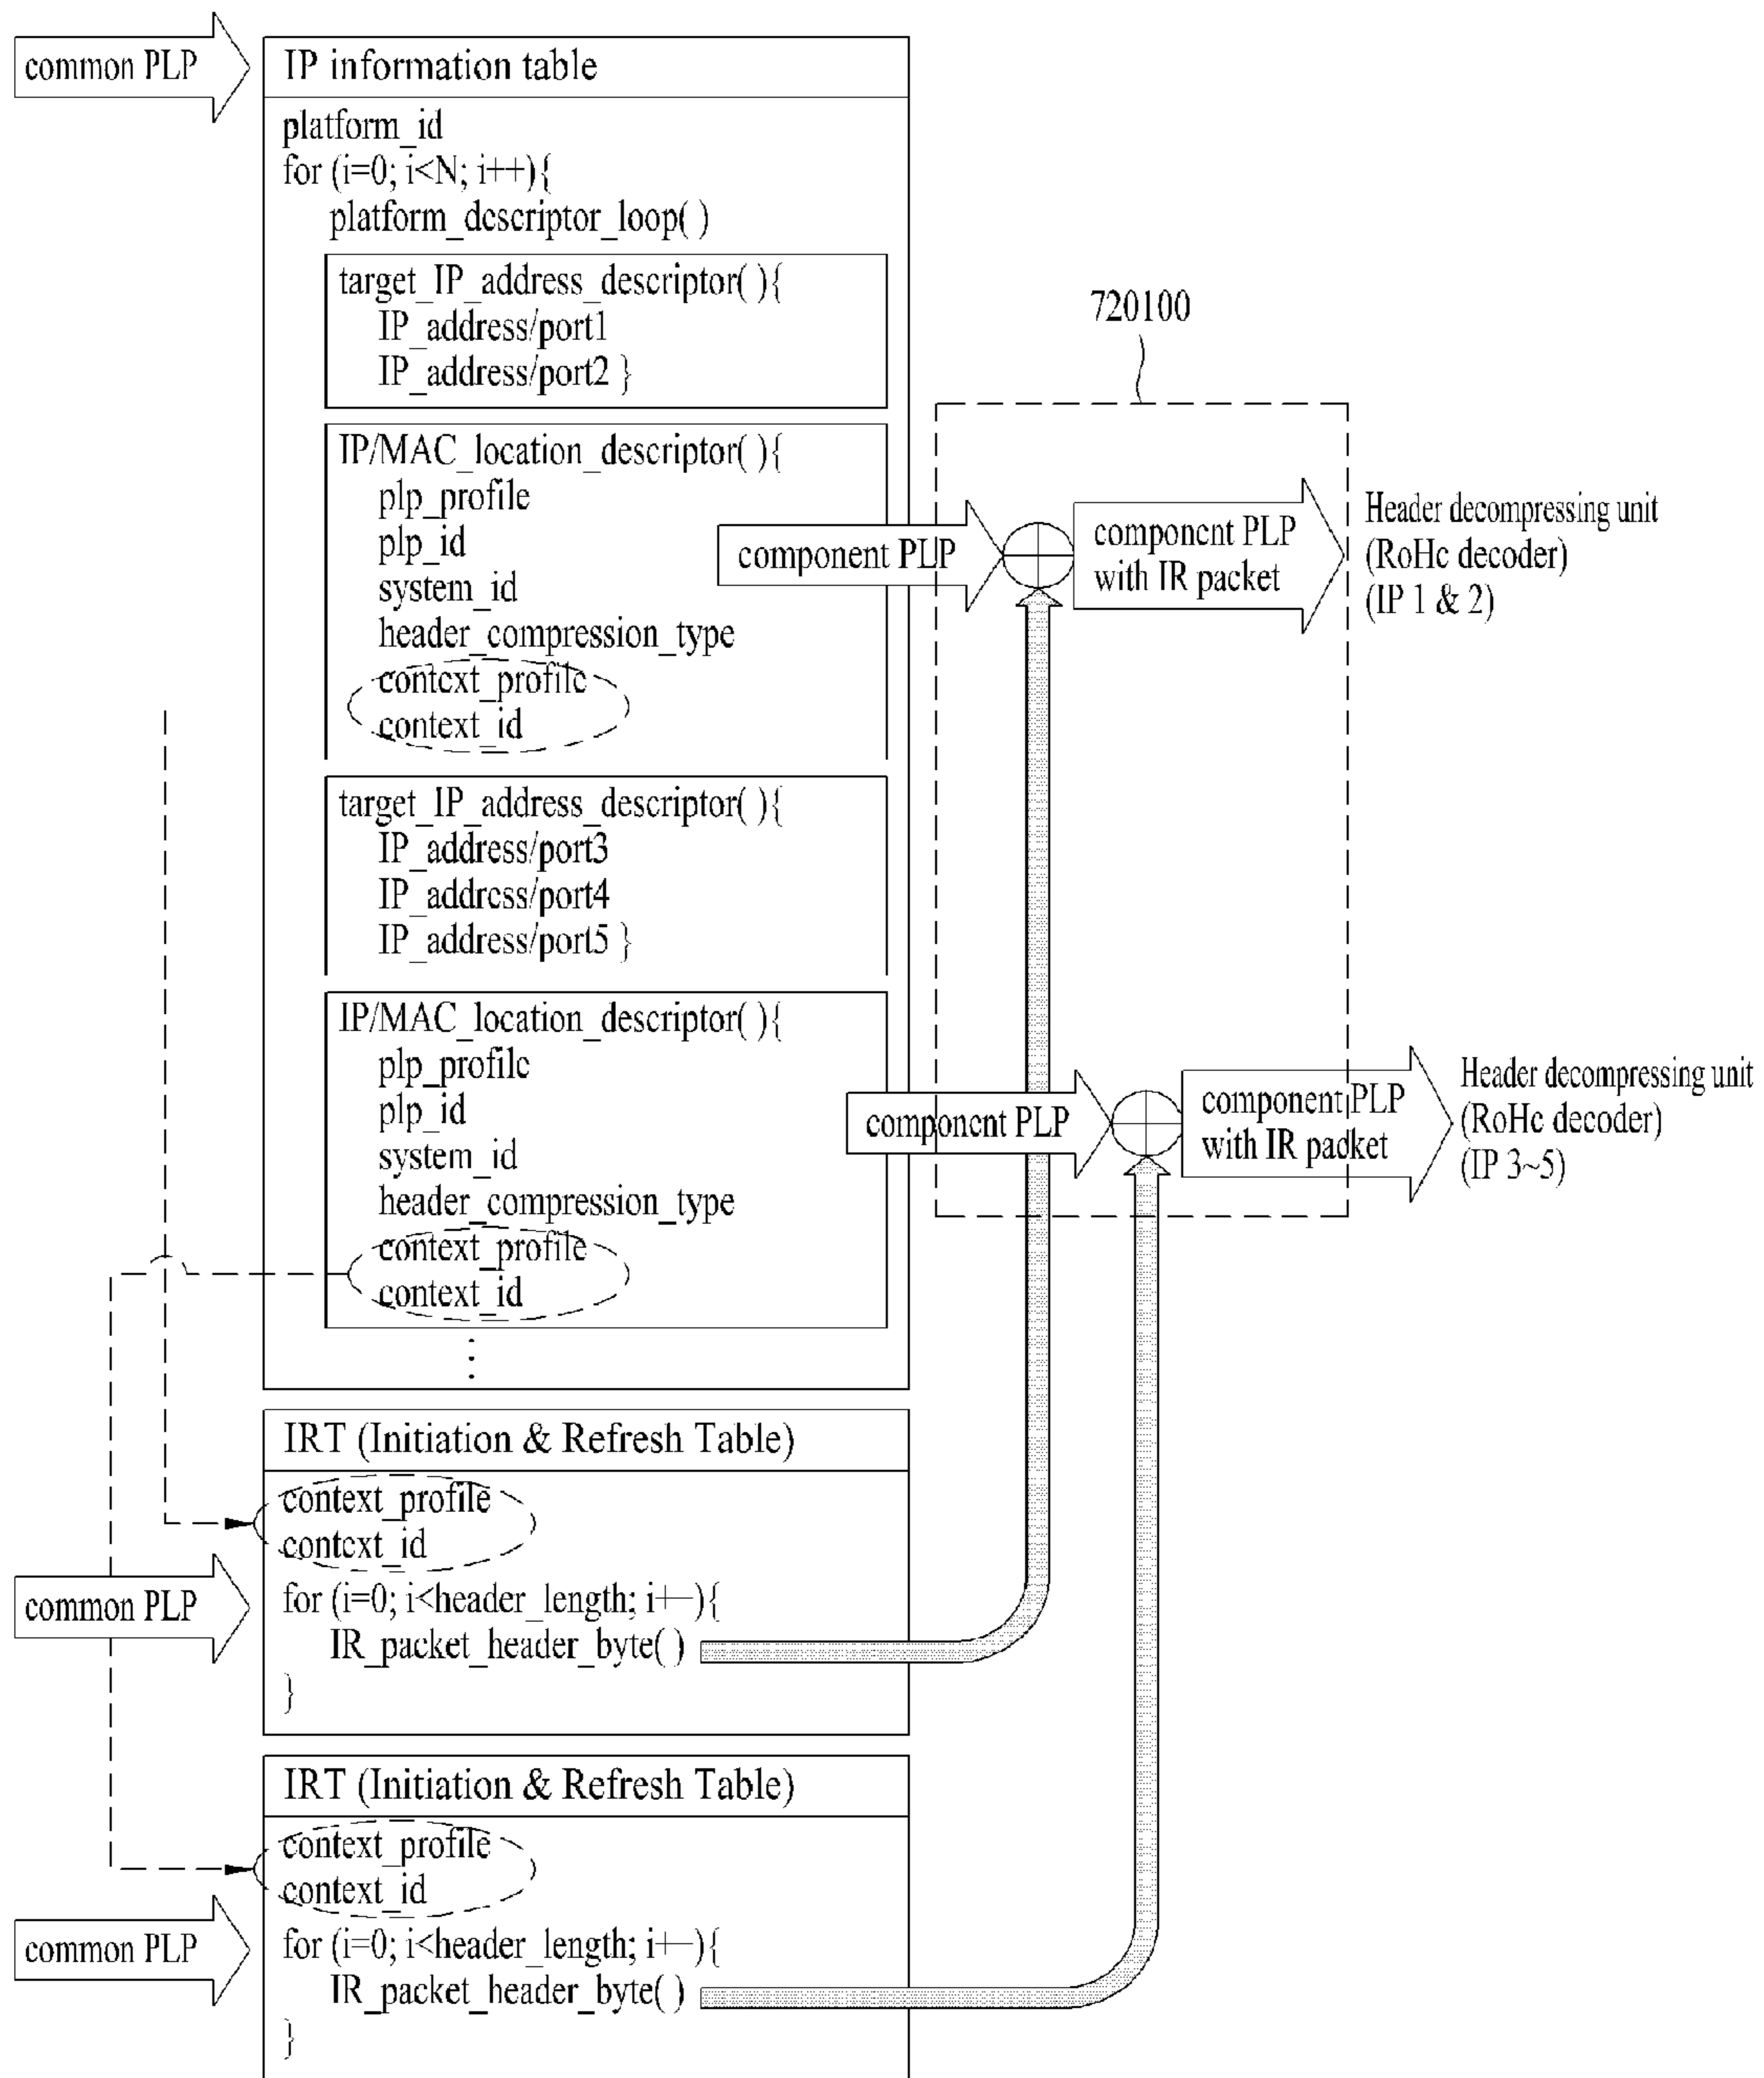 common PLP
IP information table
platform_id
for (i=0; i<N; i++){
platform_descriptor_loop( )
target_IP_address_descriptor( ){
IP_address/port1
IP_address/port2 }
720100
IP/MAC_location_descriptor( ){
plp_profile
plp_id
system_id
header_compression_type
context_profile
context_id
component PLP
component PLP
with IR packet
Header decompressing unit
(RoHc decoder)
(IP 1 & 2)
target_IP_address_descriptor( ){
IP_address/port3
IP_address/port4
IP_address/port5 }
IP/MAC_location_descriptor( ){
plp_profile
plp_id
system_id
header_compression_type
context_profile
context_id
component PLP
component PLP
with IR packet
Header decompressing unit
(RoHc decoder)
(IP 3~5)
IRT (Initiation & Refresh Table)
context_profile
context_id
common PLP
for (i=0; i<header_length; i+–){
IR_packet_header_byte( )
}
IRT (Initiation & Refresh Table)
context_profile
context_id
common PLP
for (i=0; i<header_length; i+–){
IR_packet_header_byte( )
}